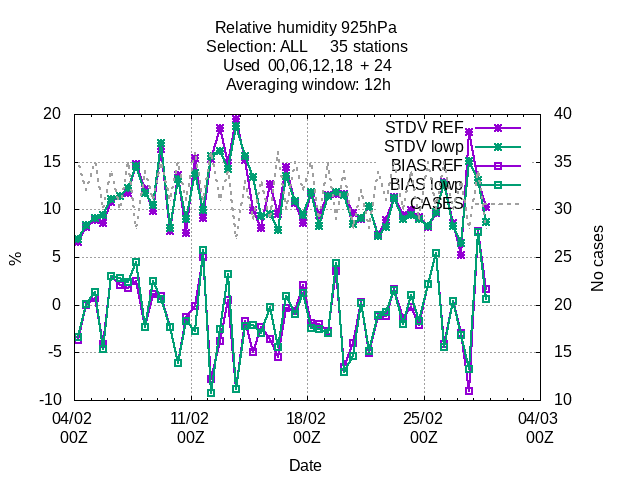 Relative humidity 925hPa
Selection: ALL 35 stations
Used 00,06,12,18 + 24
Averaging window: 12h
20 40
STDV REF
STDV lowp
15 35
BIAS REF
BIAS lowp
CASES
10 30
% 5 25 No cases
0 20
-5 15
-10 10
04/02 11/02 18/02 25/02 04/03
00Z 00Z 00Z 00Z 00Z
Date